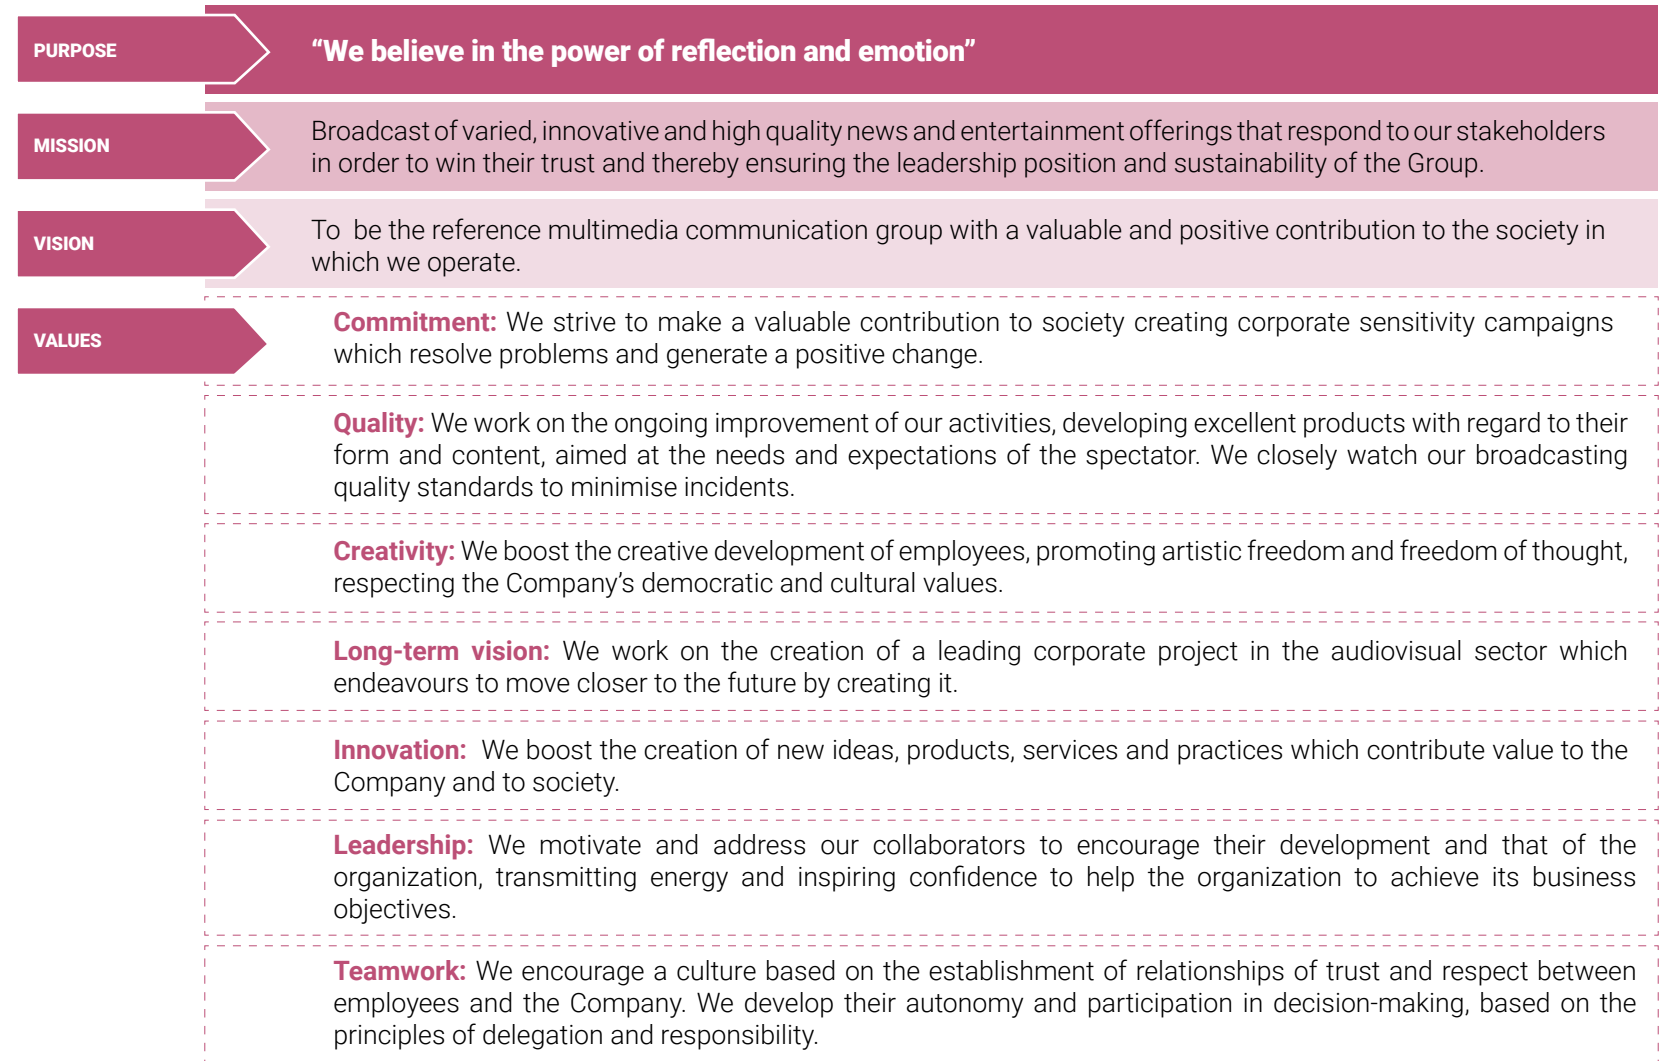 PURPOSE
“We believe in the power of reflection and emotion”
MISSION
Broadcast of varied, innovative and high quality news and entertainment offerings that respond to our stakeholders
in order to win their trust and thereby ensuring the leadership position and sustainability of the Group.
VISION
To be the reference multimedia communication group with a valuable and positive contribution to the society in
which we operate.
VALUES
Commitment: We strive to make a valuable contribution to society creating corporate sensitivity campaigns
which resolve problems and generate a positive change.
Quality: We work on the ongoing improvement of our activities, developing excellent products with regard to their
form and content, aimed at the needs and expectations of the spectator. We closely watch our broadcasting
quality standards to minimise incidents.
Creativity: We boost the creative development of employees, promoting artistic freedom and freedom of thought,
respecting the Company’s democratic and cultural values.
Long-term vision: We work on the creation of a leading corporate project in the audiovisual sector which
endeavours to move closer to the future by creating it.
Innovation: We boost the creation of new ideas, products, services and practices which contribute value to the
Company and to society.
Leadership: We motivate and address our collaborators to encourage their development and that of the
organization, transmitting energy and inspiring confidence to help the organization to achieve its business
objectives.
Teamwork: We encourage a culture based on the establishment of relationships of trust and respect between
employees and the Company. We develop their autonomy and participation in decision-making, based on the
principles of delegation and responsibility.